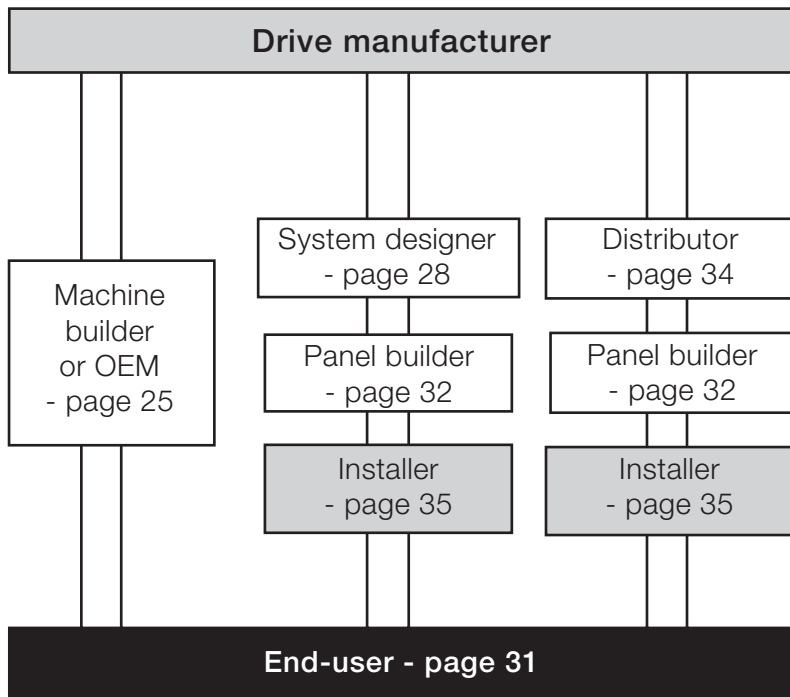 Drive manufacturer
System designer
- page 28
Distributor
- page 34
Machine
builder
or OEM
- page 25
Panel builder
- page 32
Panel builder
- page 32
Installer
- page 35
Installer
- page 35
End-user - page 31